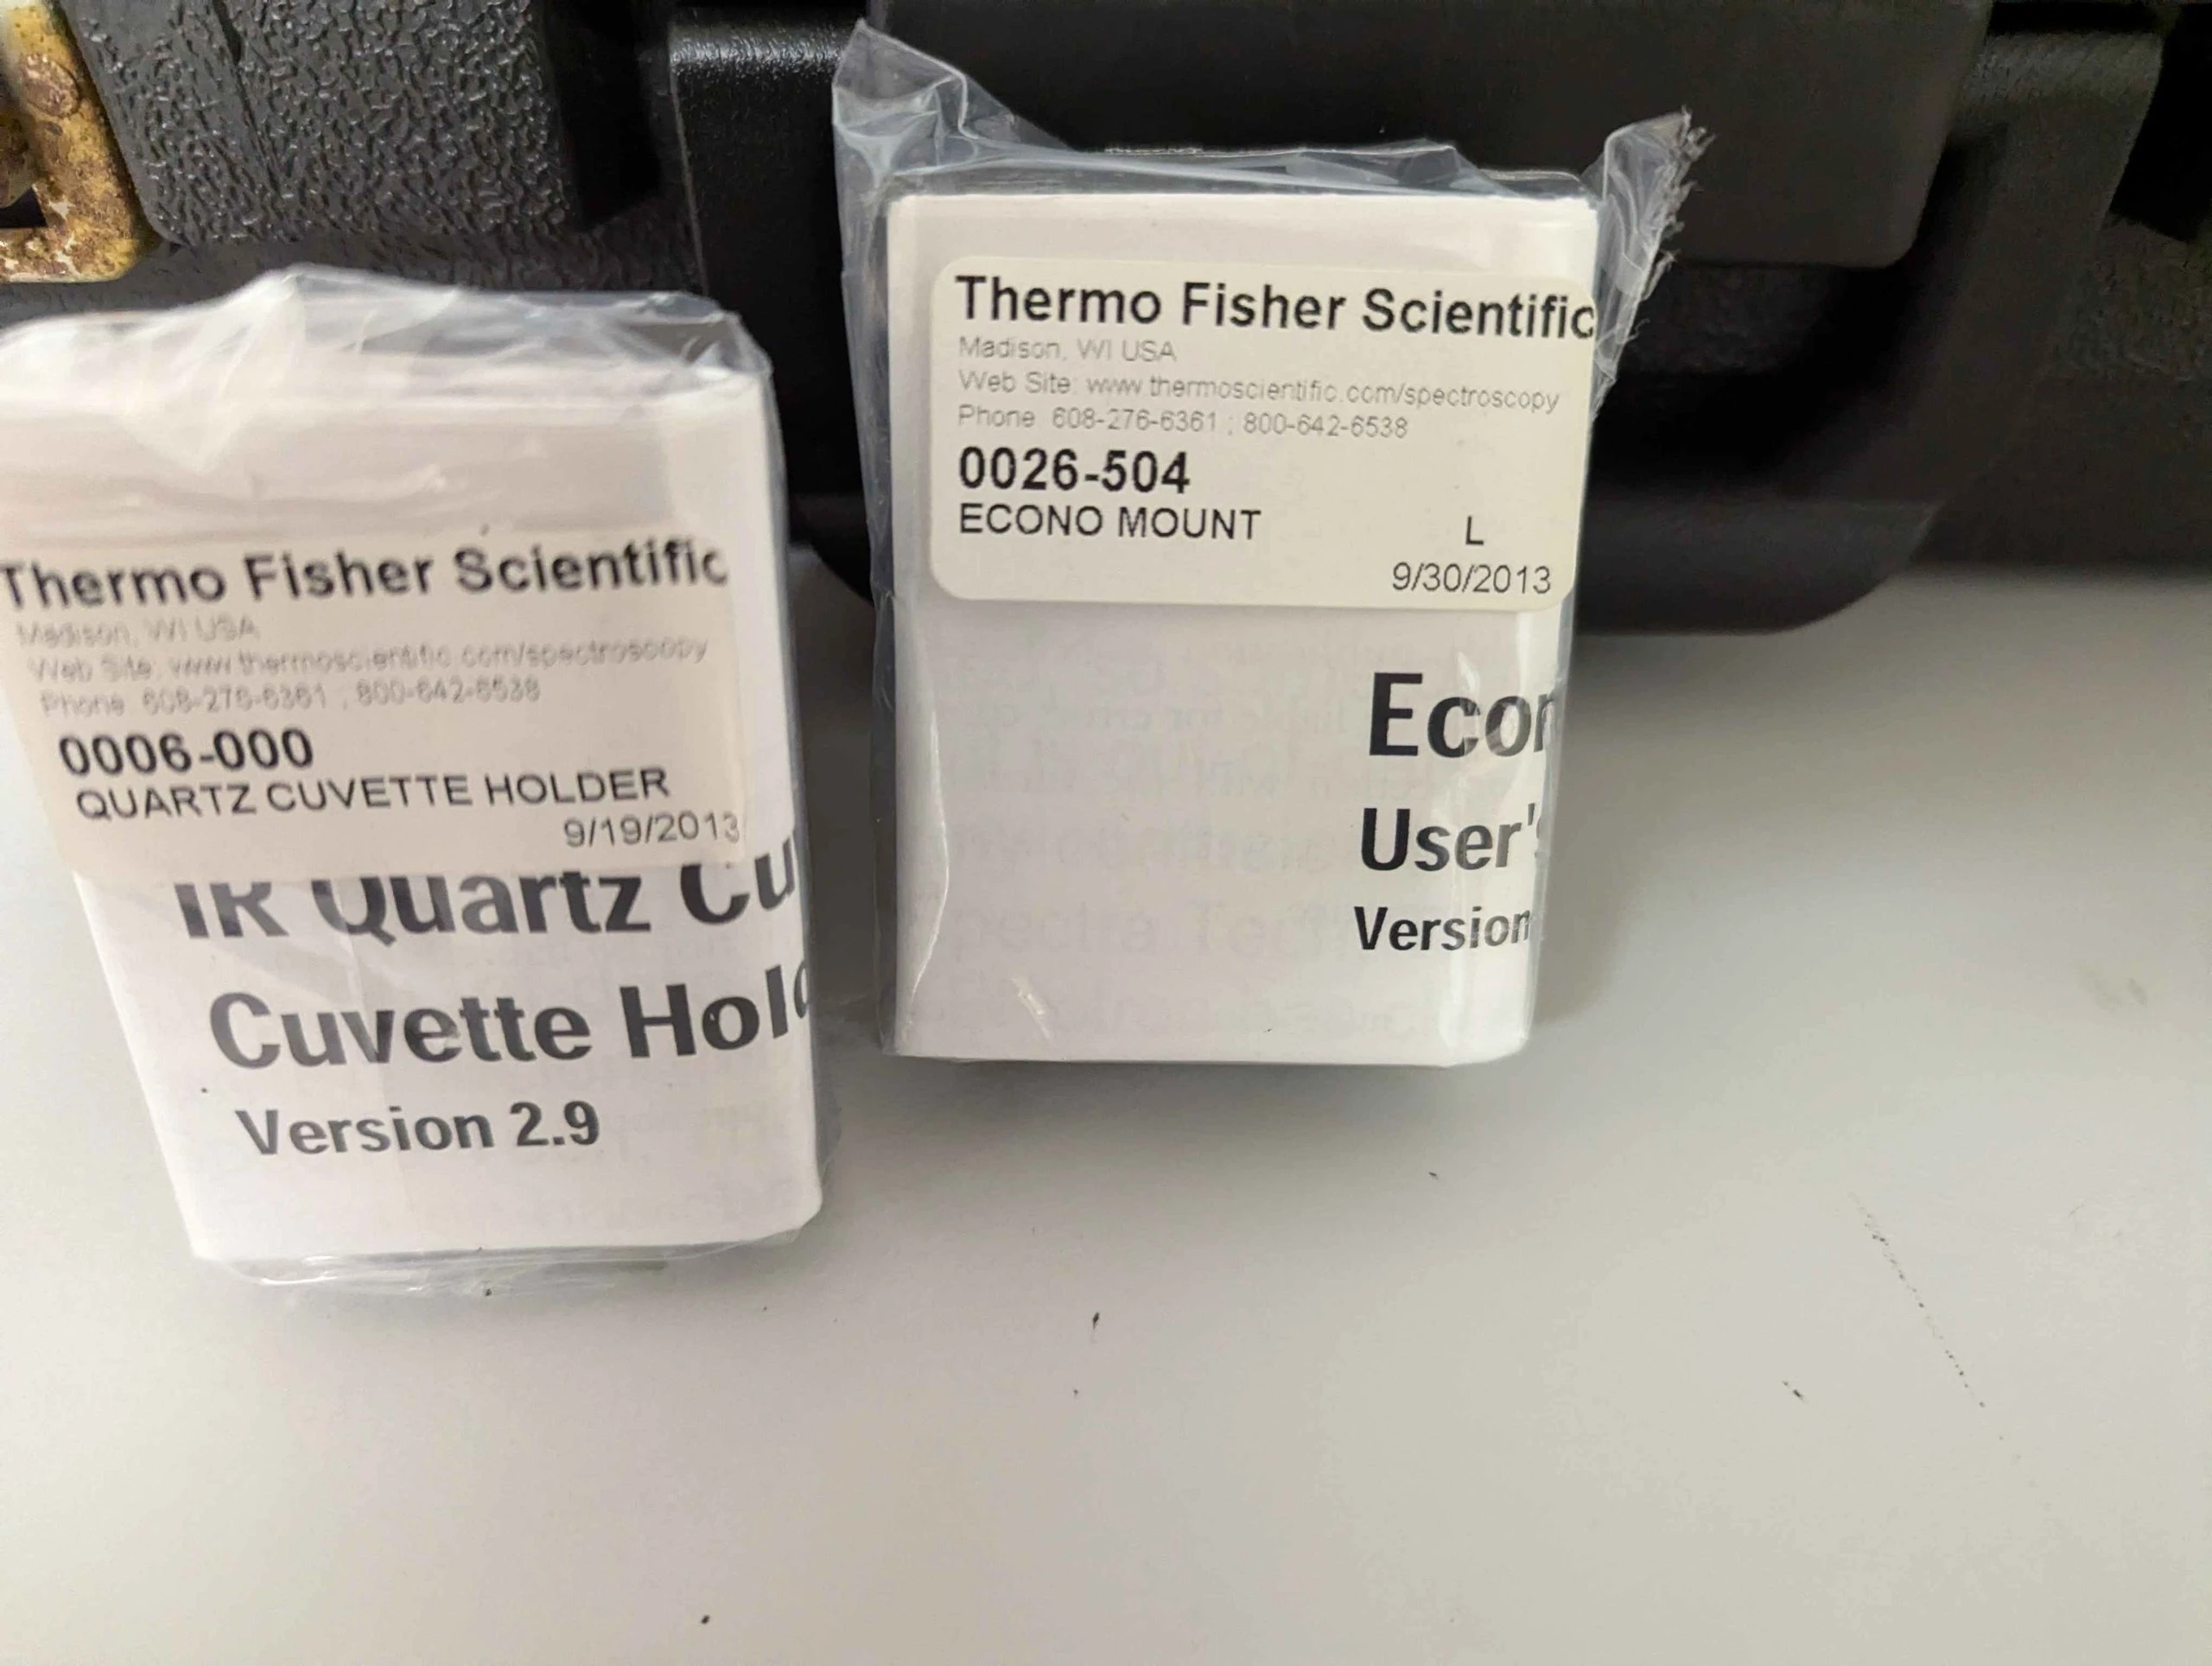 Thermo Fisher Scientific
Madison, WI USA
Web Site: www.thermoscientific.com/spectroscopy
Phone 608-276-6361 ; 800-642-6538
0006-000
QUARTZ CUVETTE HOLDER
9/19/2013
IR Quartz Cu
Cuvette Hol
Version 2.9
Thermo Fisher Scientific
Madison, WI USA
Web Site: www.thermoscientific.com/spectroscopy
Phone 608-276-6361 ; 800-642-6538
0026-504
ECONO MOUNT
L
9/30/2013
Econ
User's
Version